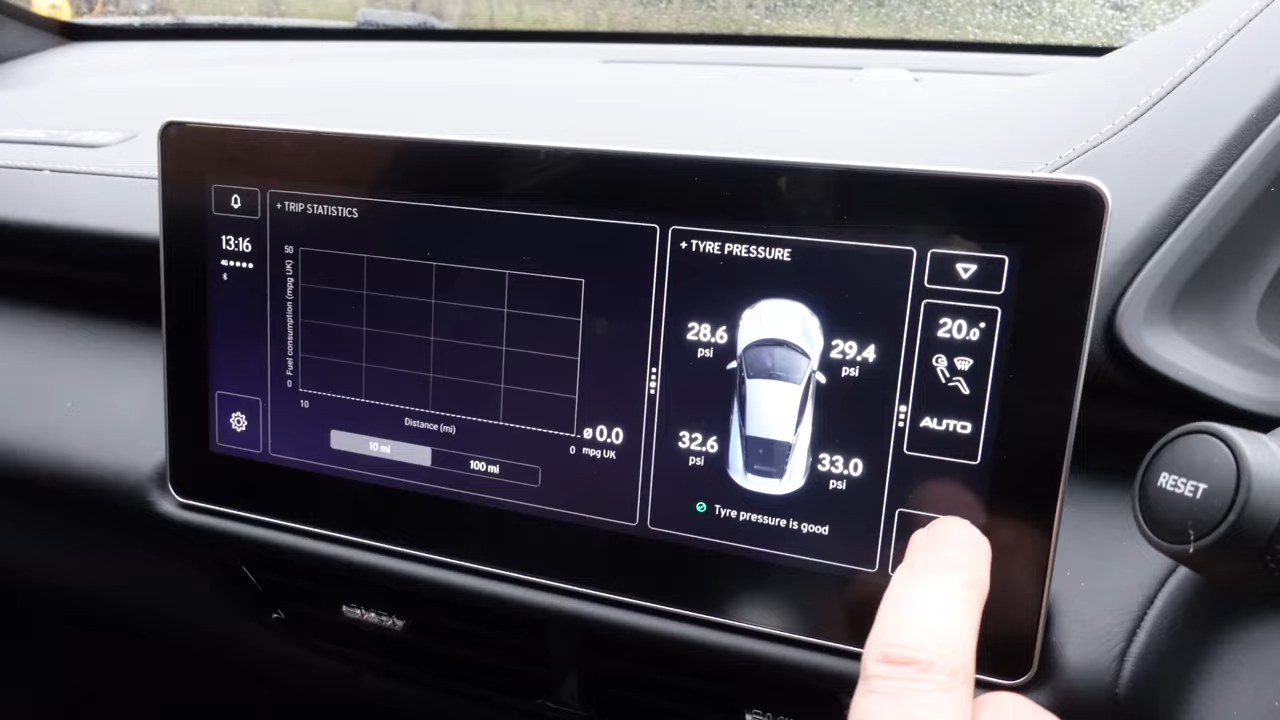 + TRIP STATISTICS
13:16
4G
50
Fuel consumption (mpg UK)
0
10
Distance (mi)
0
ø 0.0
mpg UK
10 mi
100 mi
+ TYRE PRESSURE
28.6
psi
29.4
psi
32.6
psi
33.0
psi
Tyre pressure is good
20.0°
AUTO
RESET